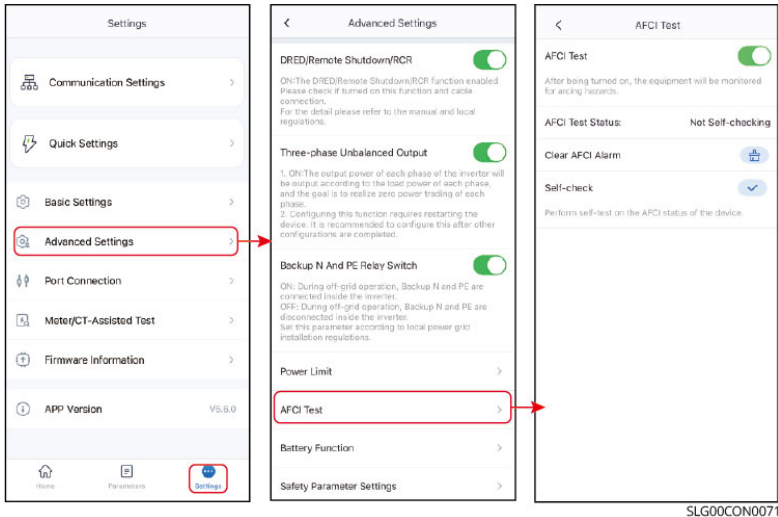 Settings
Communication Settings
Quick Settings
Basic Settings
Advanced Settings
Port Connection
Meter/CT-Assisted Test
Firmware Information
APP Version V5.6.0
Home Parameters Settings
Advanced Settings
DRED/Remote Shutdown/RCR
ON:The DRED/Remote Shutdown/RCR function enabled
Please check if turned on this function and cable
connection.
For the detail please refer to the manual and local
regulations.
Three-phase Unbalanced Output
1. ON:The output power of each phase of the inverter will
be output according to the load power of each phase,
and the goal is to realize zero power trading of each
phase.
2. Configuring this function requires restarting the
device. It is recommended to configure this after other
configurations are completed.
Backup N And PE Relay Switch
ON: During off-grid operation, Backup N and PE are
connected inside the inverter.
OFF: During off-grid operation, Backup N and PE are
disconnected inside the inverter.
Set this parameter according to local power grid
installation regulations.
Power Limit
AFCI Test
Battery Function
Safety Parameter Settings
AFCI Test
AFCI Test
After being turned on, the equipment will be monitored
for arcing hazards.
AFCI Test Status: Not Self-checking
Clear AFCI Alarm
Self-check
Perform self-test on the AFCI status of the device
SLG00CON0071